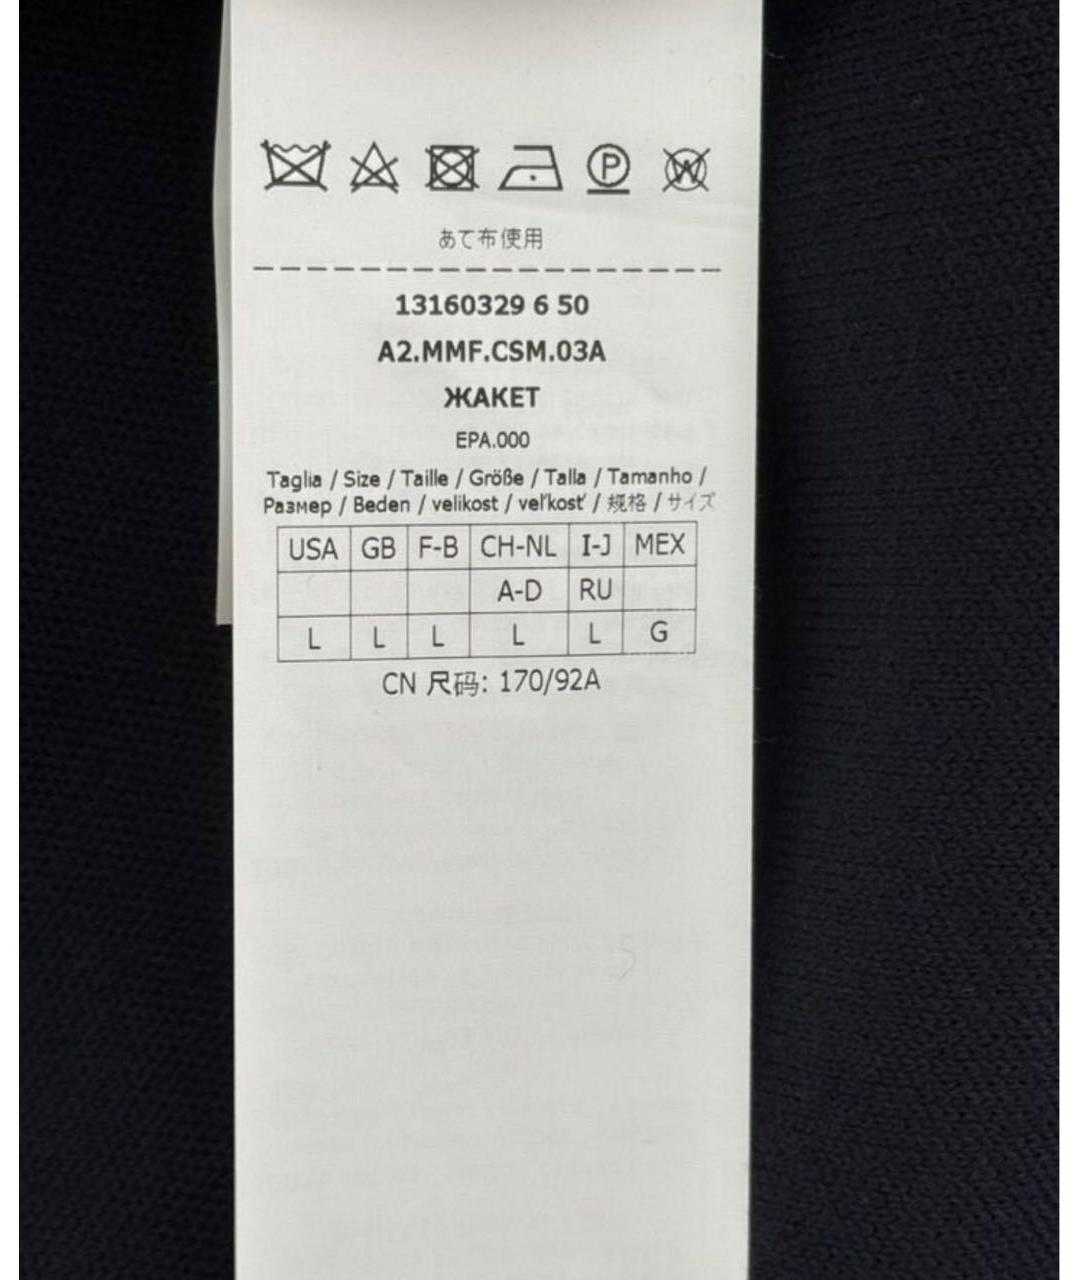 P W
あて布使用
13160329 6 50
A2.MMF.CSM.03A
ЖАКЕТ
EPA.000
Taglia / Size / Taille / Größe / Talla / Tamanho /
Размер / Beden / velikost / veľkosť / 规格 / サイズ
USA GB F-B CH-NL I-J MEX
A-D RU
L L L L L G
CN 尺码: 170/92A